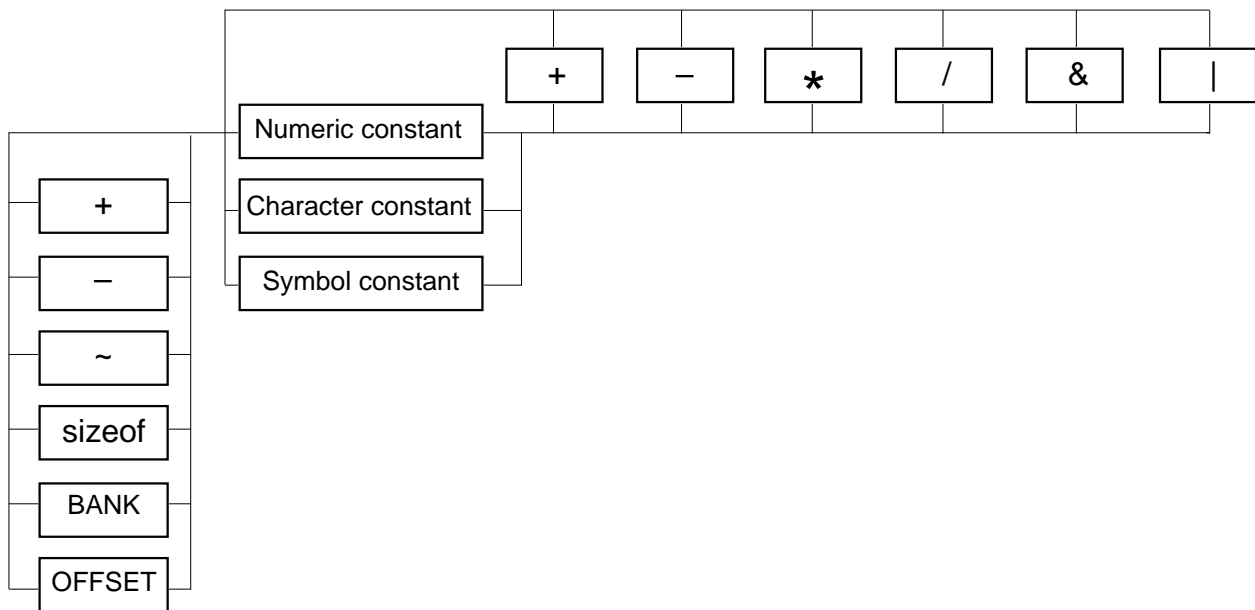 + – * / & |
Numeric constant
Character constant
Symbol constant
+
–
~
sizeof
BANK
OFFSET